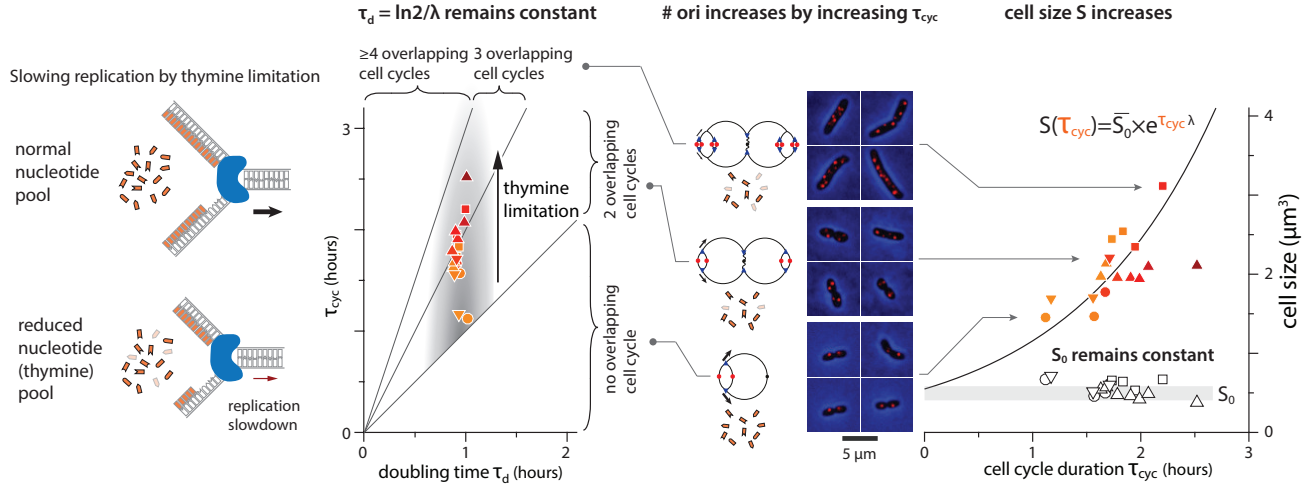 τd = ln2/λ remains constant
# ori increases by increasing τcyc
cell size S increases
Slowing replication by thymine limitation
normal
nucleotide
pool
reduced
nucleotide
(thymine)
pool
replication
slowdown
≥4 overlapping
cell cycles
3 overlapping
cell cycles
3
0
τcyc (hours)
thymine
limitation
0
1
2
doubling time τd (hours)
2 overlapping
cell cycles
no overlapping
cell cycle
5 µm
S(τcyc)=S̅0×e^τcyc λ
S0 remains constant
S0
4
2
0
cell size (µm³)
0
1
2
3
cell cycle duration τcyc (hours)